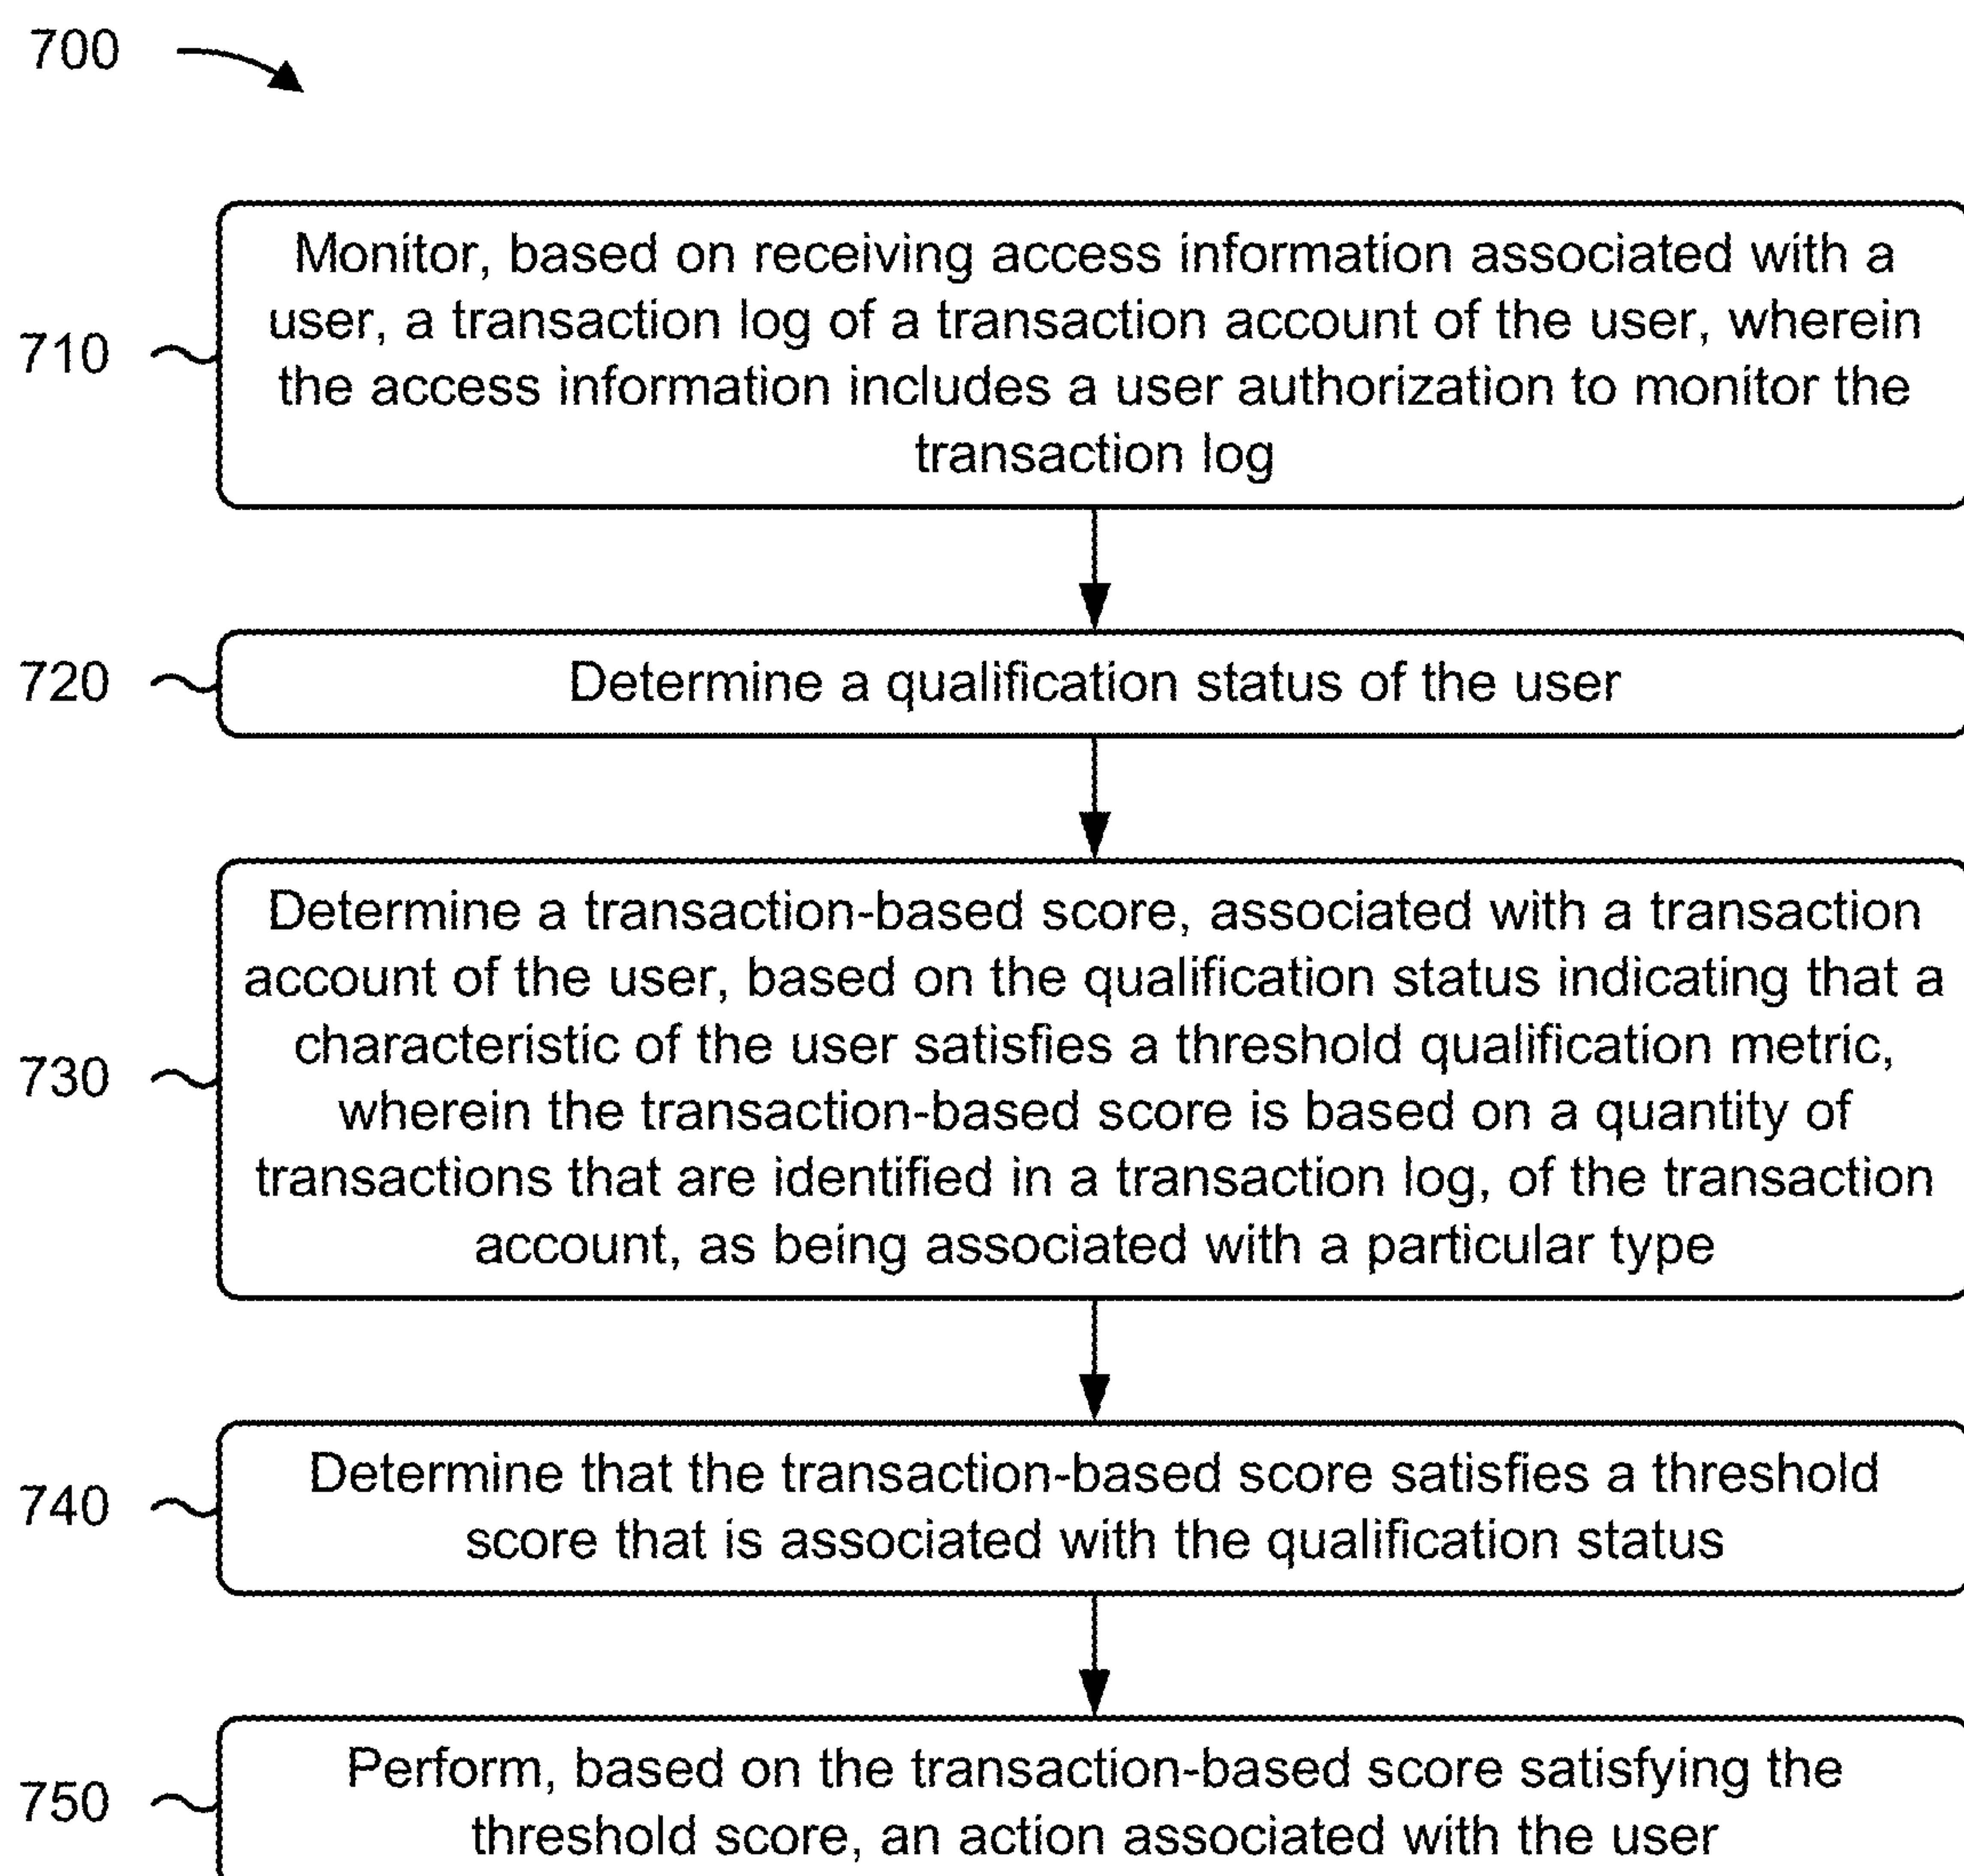 700
710
Monitor, based on receiving access information associated with a
user, a transaction log of a transaction account of the user, wherein
the access information includes a user authorization to monitor the
transaction log
720
Determine a qualification status of the user
730
Determine a transaction-based score, associated with a transaction
account of the user, based on the qualification status indicating that a
characteristic of the user satisfies a threshold qualification metric,
wherein the transaction-based score is based on a quantity of
transactions that are identified in a transaction log, of the transaction
account, as being associated with a particular type
740
Determine that the transaction-based score satisfies a threshold
score that is associated with the qualification status
750
Perform, based on the transaction-based score satisfying the
threshold score, an action associated with the user